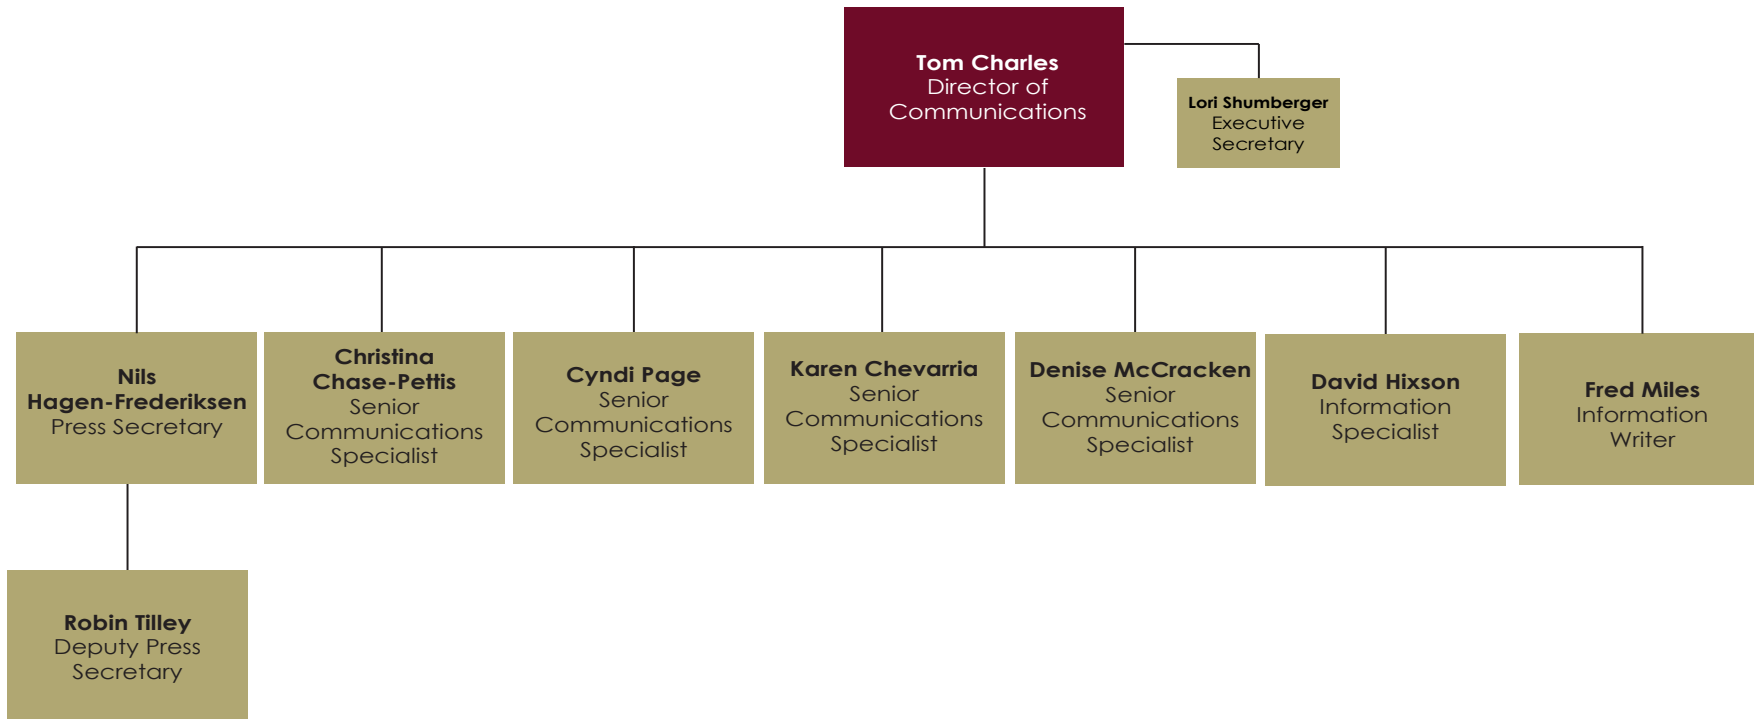 Tom Charles
Director of
Communications
Lori Shumberger
Executive
Secretary
Nils
Hagen-Frederiksen
Press Secretary
Christina
Chase-Pettis
Senior
Communications
Specialist
Cyndi Page
Senior
Communications
Specialist
Karen Chevarria
Senior
Communications
Specialist
Denise McCracken
Senior
Communications
Specialist
David Hixson
Information
Specialist
Fred Miles
Information
Writer
Robin Tilley
Deputy Press
Secretary